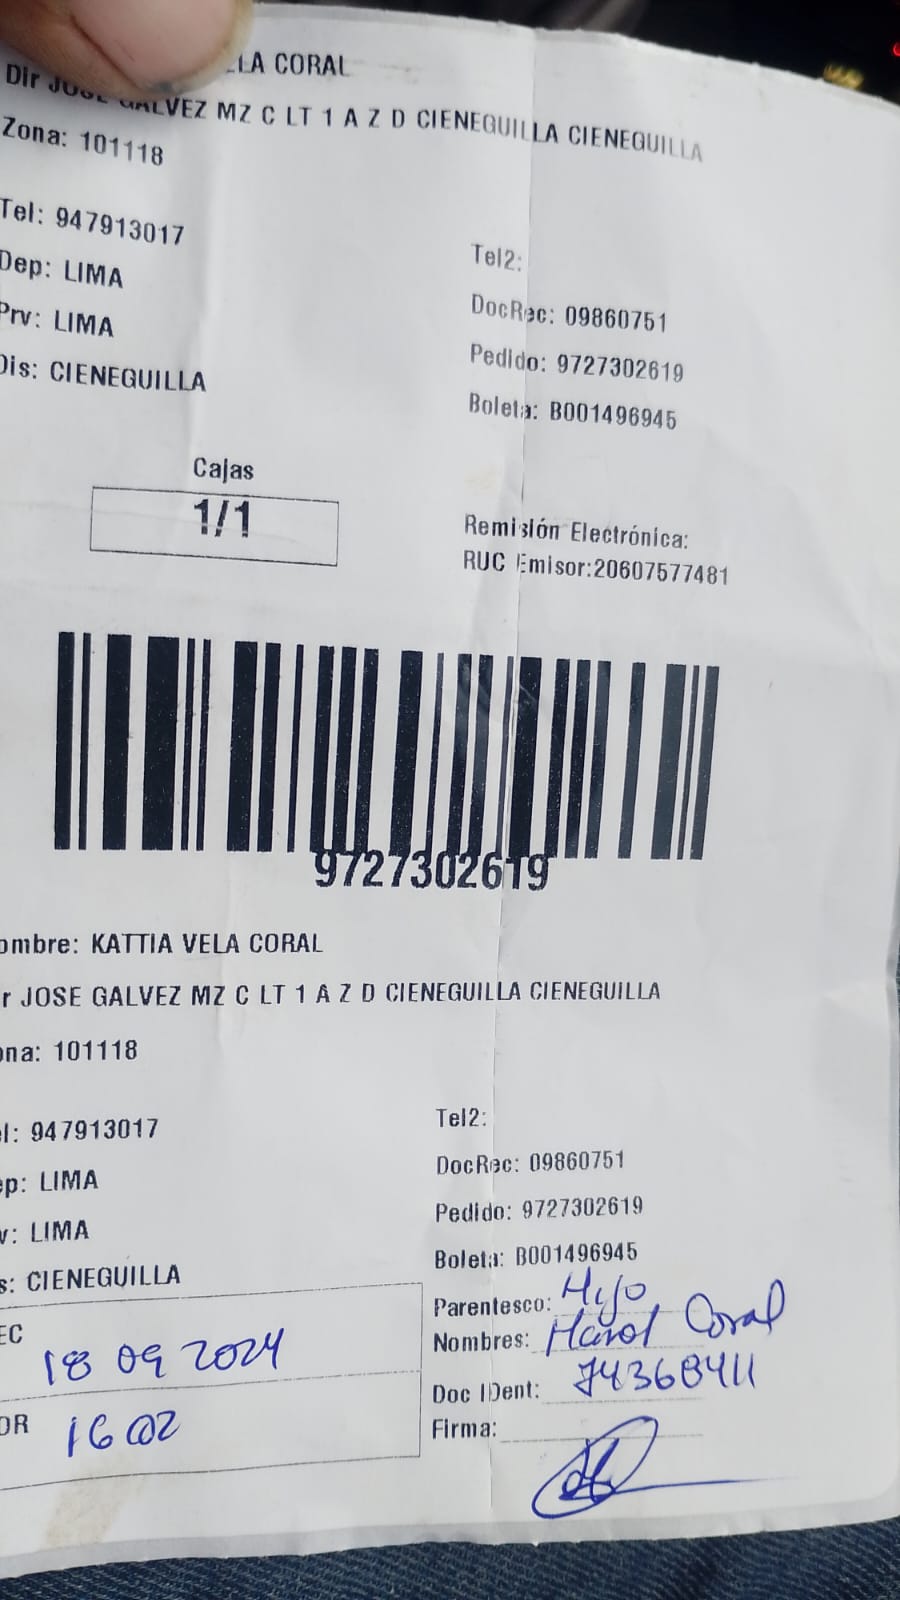 LA CORAL
Dir JOSE GALVEZ MZ C LT 1 A Z D CIENEGUILLA CIENEGUILLA
Zona: 101118
Tel: 947913017
Tel2:
Dep: LIMA
DocRec: 09860751
Prv: LIMA
Pedido: 9727302619
Dis: CIENEGUILLA
Boleta: B001496945
Cajas
1/1
Remisión Electrónica:
RUC Emisor:20607577481
9727302619
ombre: KATTIA VELA CORAL
r JOSE GALVEZ MZ C LT 1 A Z D CIENEGUILLA CIENEGUILLA
ona: 101118
el: 947913017
Tel2:
ep: LIMA
DocRec: 09860751
v: LIMA
Pedido: 9727302619
s: CIENEGUILLA
Boleta: B001496945
Parentesco: Hijo
EC
18 09 2024
Nombres: Harol Coral
Doc IDent: 74368411
OR 16 02
Firma: